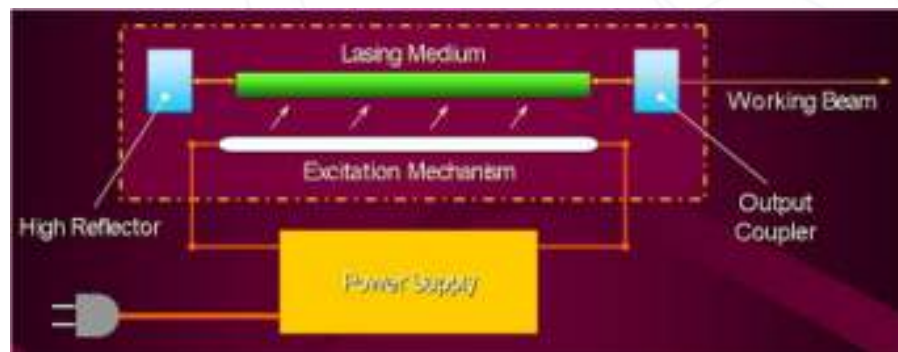 Lasing Medium
Working Beam
Excitation Mechanism
High Reflector
Output
Coupler
Power Supply